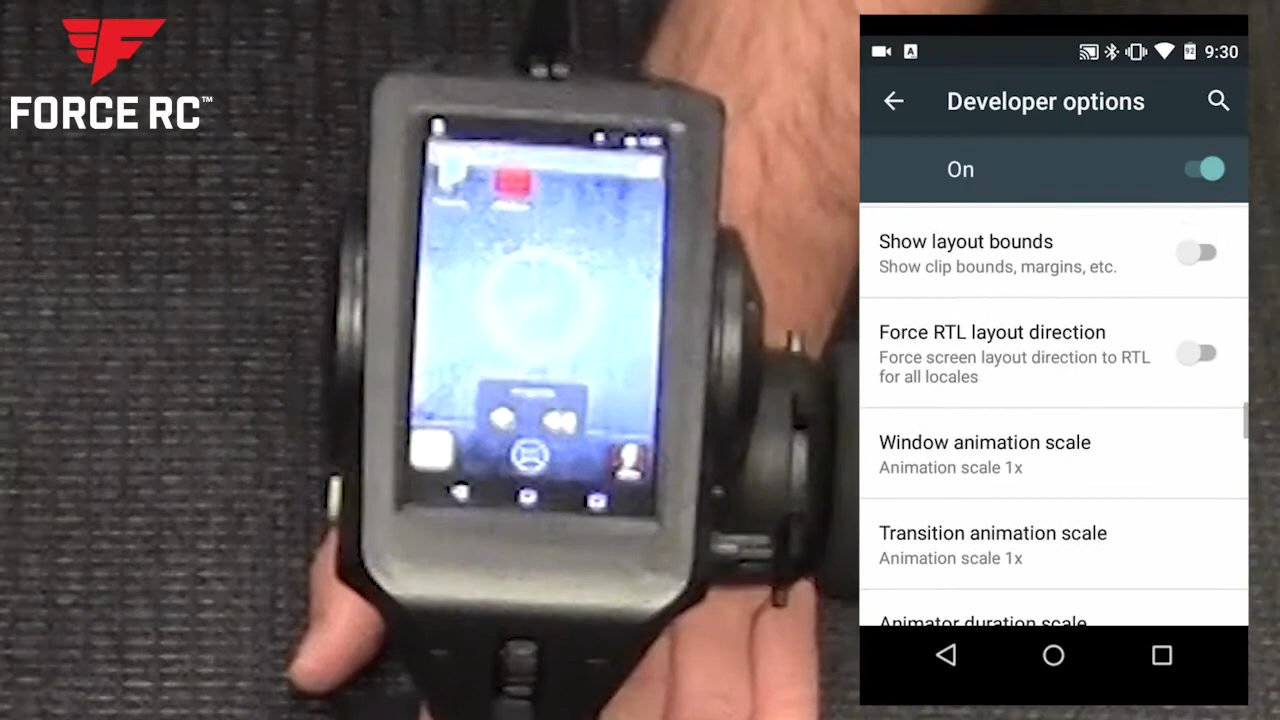 FORCE RC™
92
9:30
Developer options
On
Show layout bounds
Show clip bounds, margins, etc.
Force RTL layout direction
Force screen layout direction to RTL
for all locales
Window animation scale
Animation scale 1x
Transition animation scale
Animation scale 1x
Animator duration scale